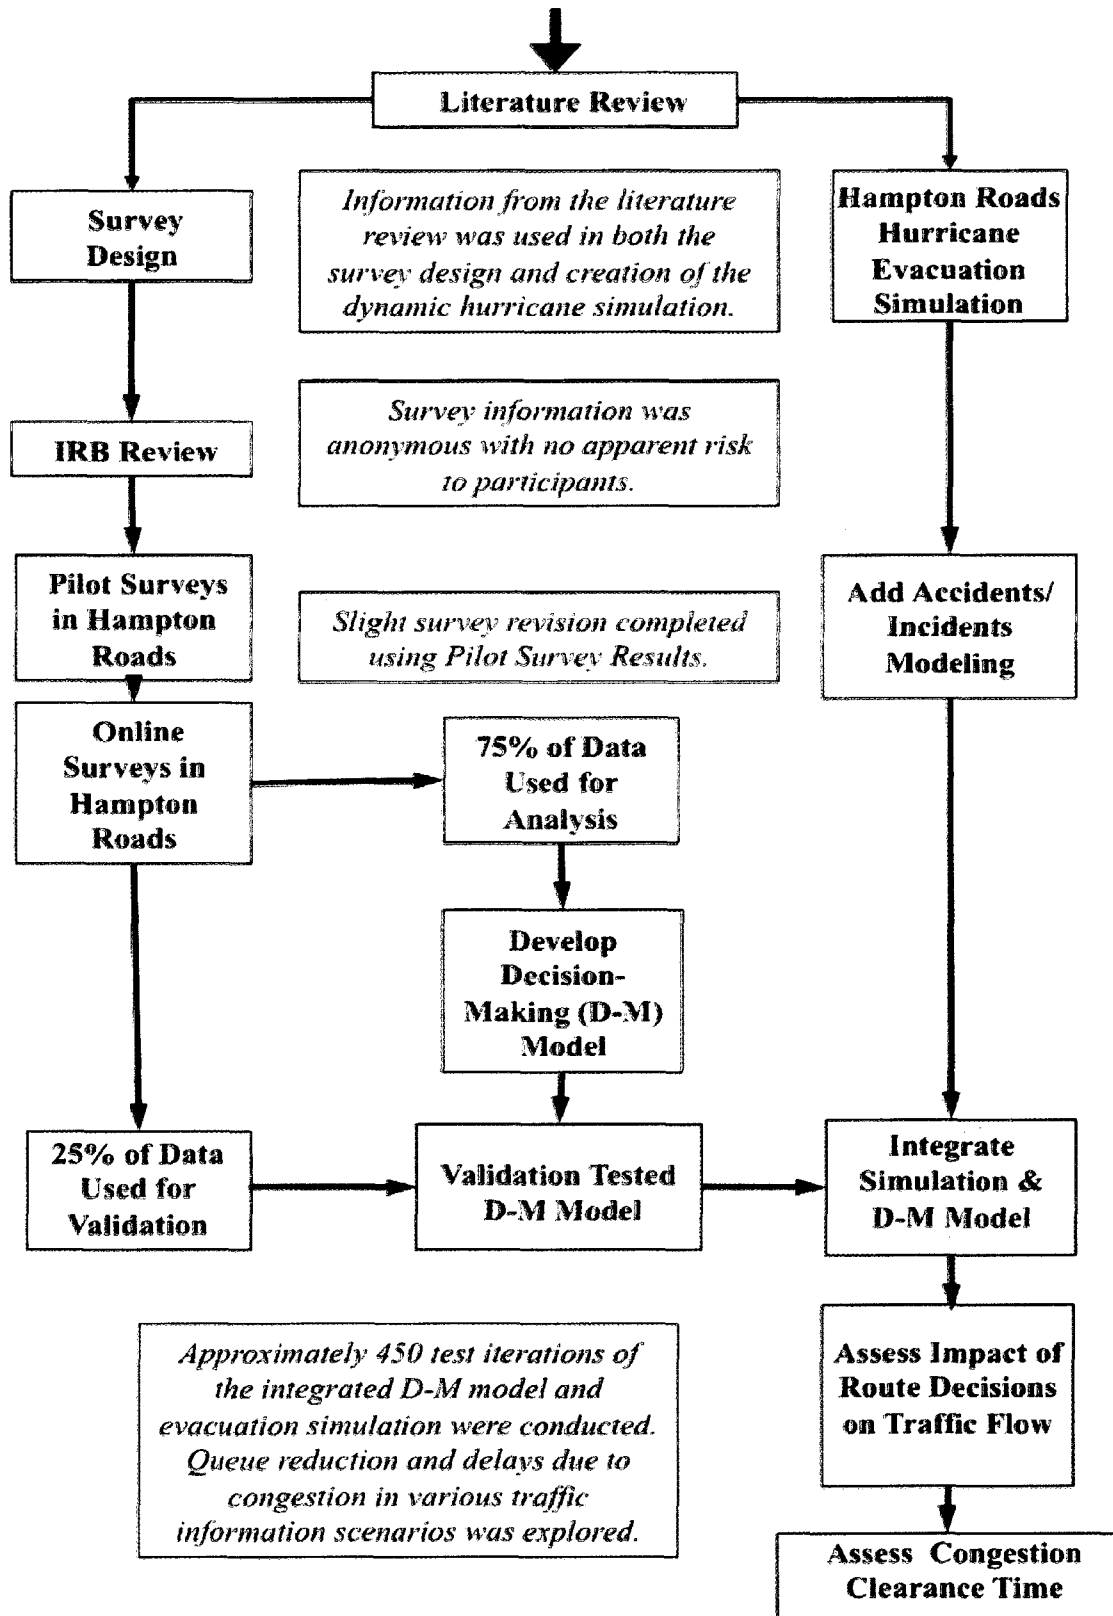 Literature Review
Survey
Design
Information from the literature
review was used in both the
survey design and creation of the
dynamic hurricane simulation.
Hampton Roads
Hurricane
Evacuation
Simulation
IRB Review
Survey information was
anonymous with no apparent risk
to participants.
Pilot Surveys
in Hampton
Roads
Slight survey revision completed
using Pilot Survey Results.
Add Accidents/
Incidents
Modeling
Online
Surveys in
Hampton
Roads
75% of Data
Used for
Analysis
Develop
Decision-
Making (D-M)
Model
25% of Data
Used for
Validation
Validation Tested
D-M Model
Integrate
Simulation &
D-M Model
Approximately 450 test iterations of
the integrated D-M model and
evacuation simulation were conducted.
Queue reduction and delays due to
congestion in various traffic
information scenarios was explored.
Assess Impact of
Route Decisions
on Traffic Flow
Assess Congestion
Clearance Time